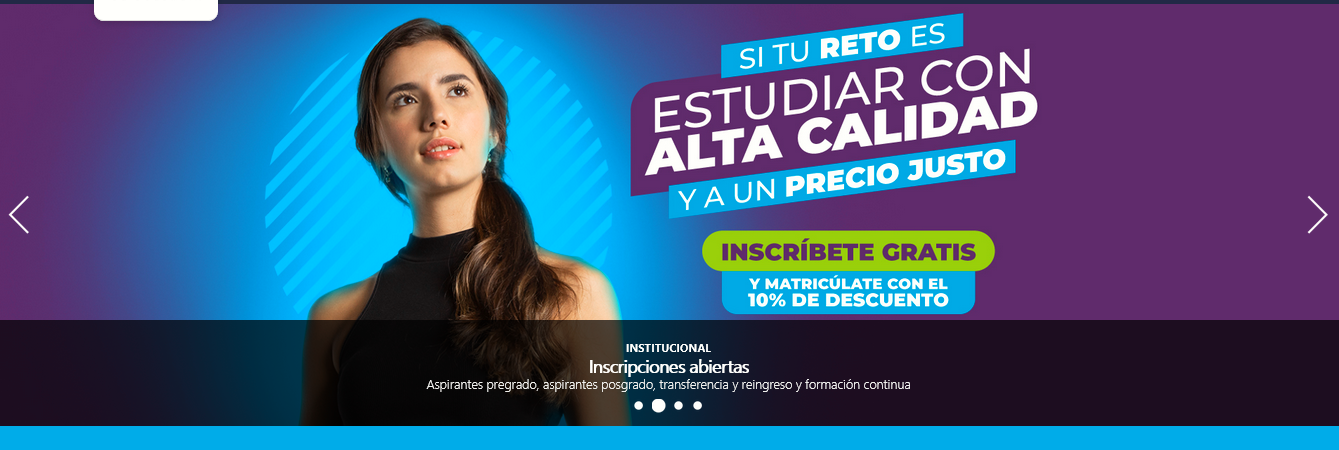 SI TU RETO ES
ESTUDIAR CON
ALTA CALIDAD
Y A UN PRECIO JUSTO
INSCRÍBETE GRATIS
Y MATRICÚLATE CON EL
10% DE DESCUENTO
INSTITUCIONAL
Inscripciones abiertas
Aspirantes pregrado, aspirantes posgrado, transferencia y reingreso y formación continua